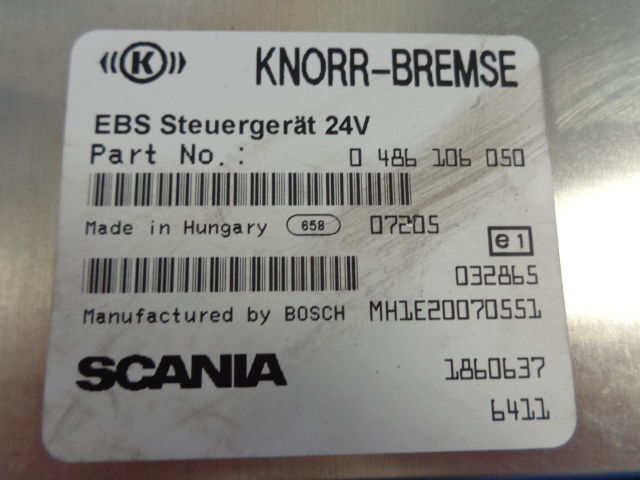 K KNORR-BREMSE
EBS Steuergerät 24V
Part No.: 0 486 106 050
Made in Hungary 658 07205
e1
032865
Manufactured by BOSCH MH1E20070551
SCANIA 1860637
6411